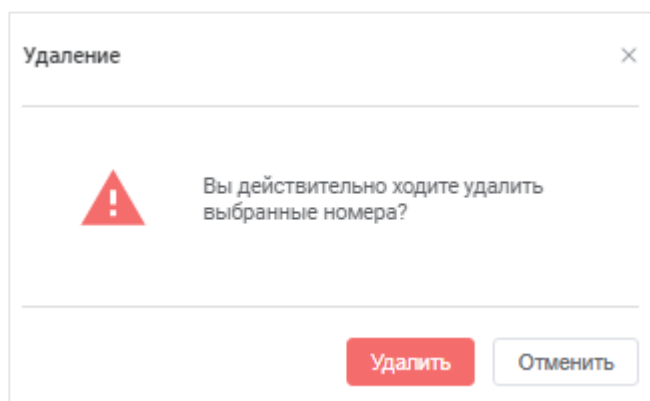 Удаление
Вы действительно ходите удалить
выбранные номера?
Удалить
Отменить